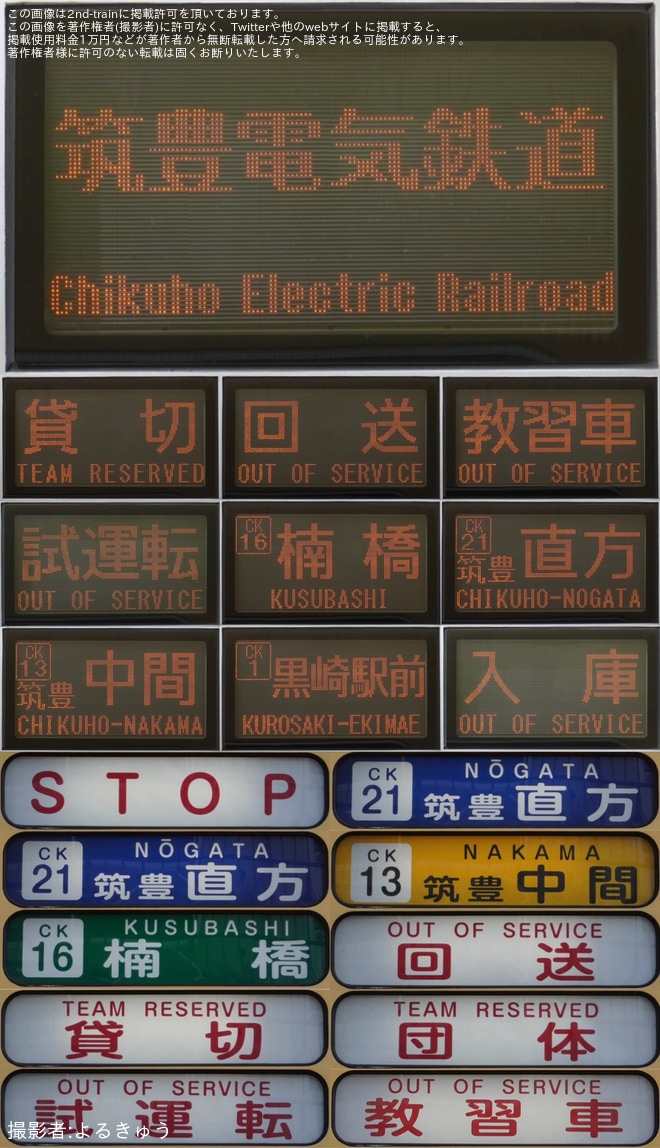 この画像は2nd-trainに掲載許可を頂いております。
この画像を著作権者(撮影者)に許可なく、Twitterや他のwebサイトに掲載すると、
掲載使用料金1万円などが著作者から無断転載した方へ請求される可能性があります。
著作権者様に許可のない転載は固くお断りいたします。
筑豊電気鉄道
Chikuho Electric Railroad
貸 切
TEAM RESERVED
回 送
OUT OF SERVICE
教習車
OUT OF SERVICE
試運転
OUT OF SERVICE
CK
16 楠 橋
KUSUBASHI
CK
21
筑豊 直方
CHIKUHO-NOGATA
CK
13
筑豊 中間
CHIKUHO-NAKAMA
CK
1 黒崎駅前
KUROSAKI-EKIMAE
入 庫
OUT OF SERVICE
STOP
CK NŌGATA
21 筑豊直方
CK NŌGATA
21 筑豊直方
CK NAKAMA
13 筑豊中間
CK KUSUBASHI
16 楠 橋
OUT OF SERVICE
回 送
TEAM RESERVED
貸 切
TEAM RESERVED
団 体
OUT OF SERVICE
試 運 転
OUT OF SERVICE
教 習 車
撮影者:よるきゅう